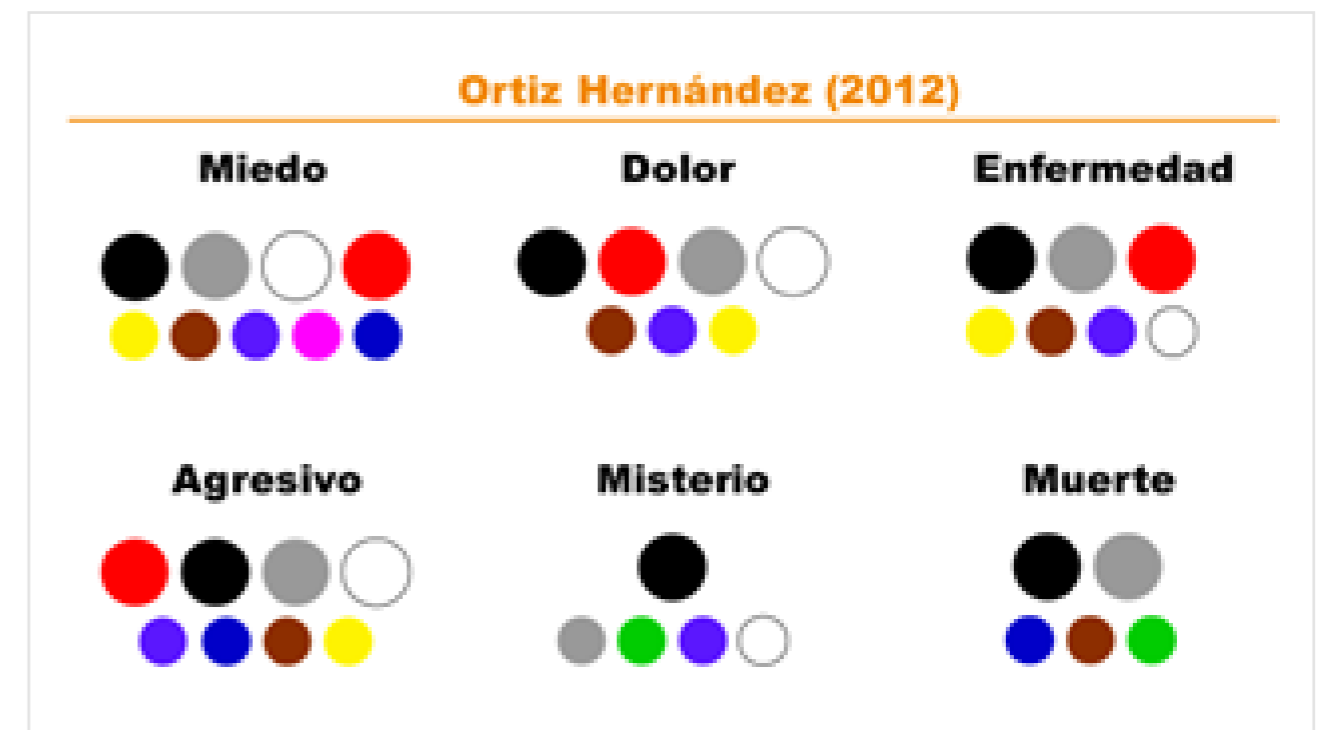 Ortiz Hernández (2012)
Miedo
Dolor
Enfermedad
Agresivo
Misterio
Muerte